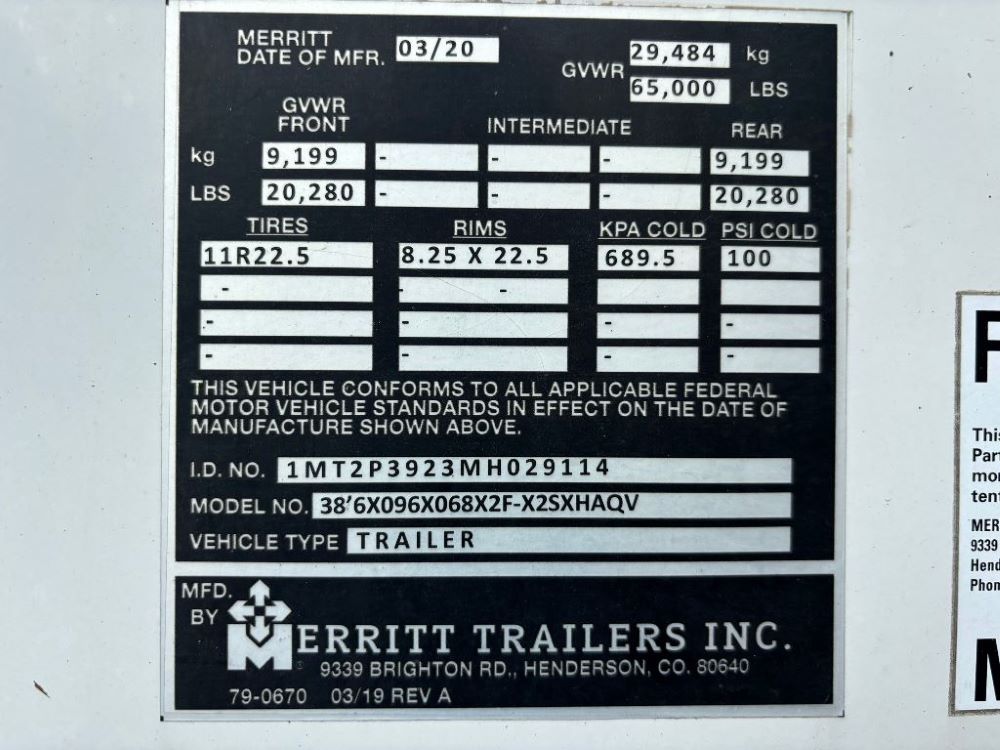 MERRITT
DATE OF MFR. 03/20
GVWR 29,484 kg
65,000 LBS
GVWR
FRONT INTERMEDIATE REAR
kg 9,199 - - - 9,199
LBS 20,280 - - - 20,280
TIRES RIMS KPA COLD PSI COLD
11R22.5 8.25 X 22.5 689.5 100
- - -
- - - -
- - - -
THIS VEHICLE CONFORMS TO ALL APPLICABLE FEDERAL
MOTOR VEHICLE STANDARDS IN EFFECT ON THE DATE OF
MANUFACTURE SHOWN ABOVE.
I.D. NO. 1MT2P3923MH029114
MODEL NO. 38'6X096X068X2F-X2SXHAQV
VEHICLE TYPE TRAILER
MFD.
BY
MERRITT TRAILERS INC.
9339 BRIGHTON RD., HENDERSON, CO. 80640
79-0670 03/19 REV A
MER
9339
Hend
Phon
M